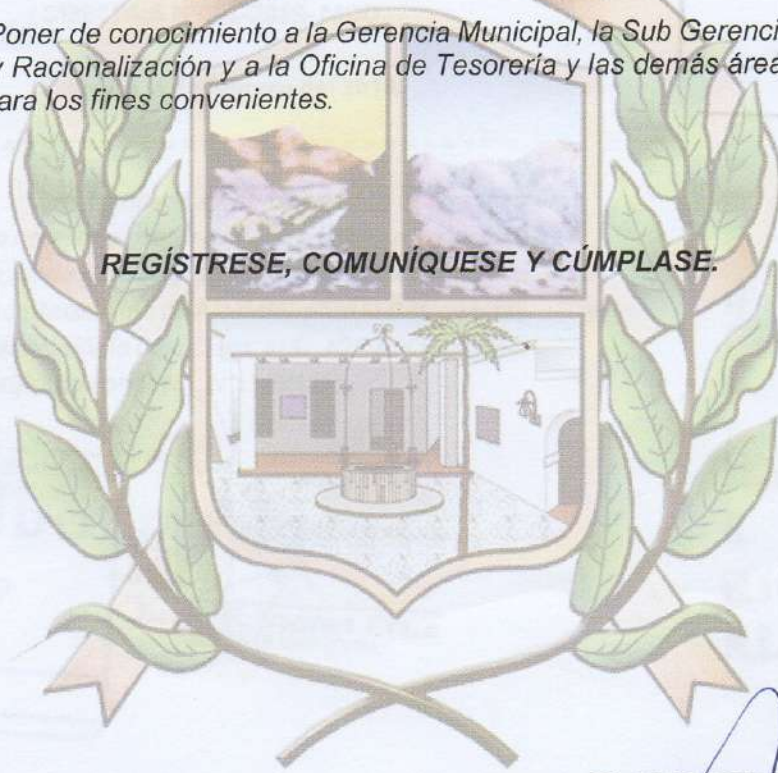 Poner de conocimiento a la Gerencia Municipal, la Sub Gerenci
y Racionalización y a la Oficina de Tesorería y las demás área
ara los fines convenientes.
REGÍSTRESE, COMUNÍQUESE Y CÚMPLASE.